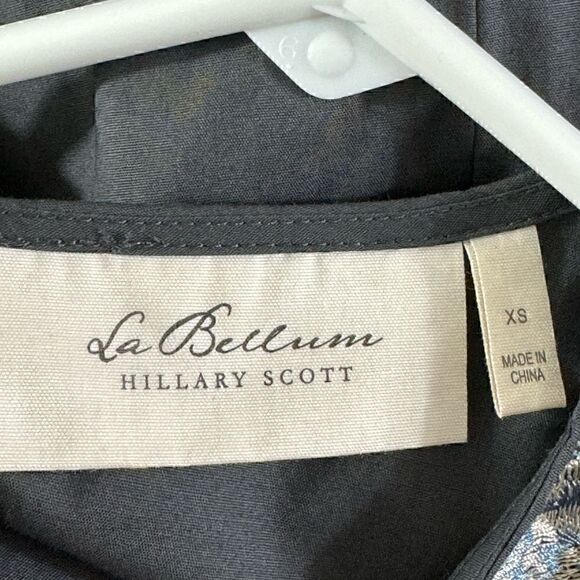 La Bellum
HILLARY SCOTT
XS
MADE IN
CHINA